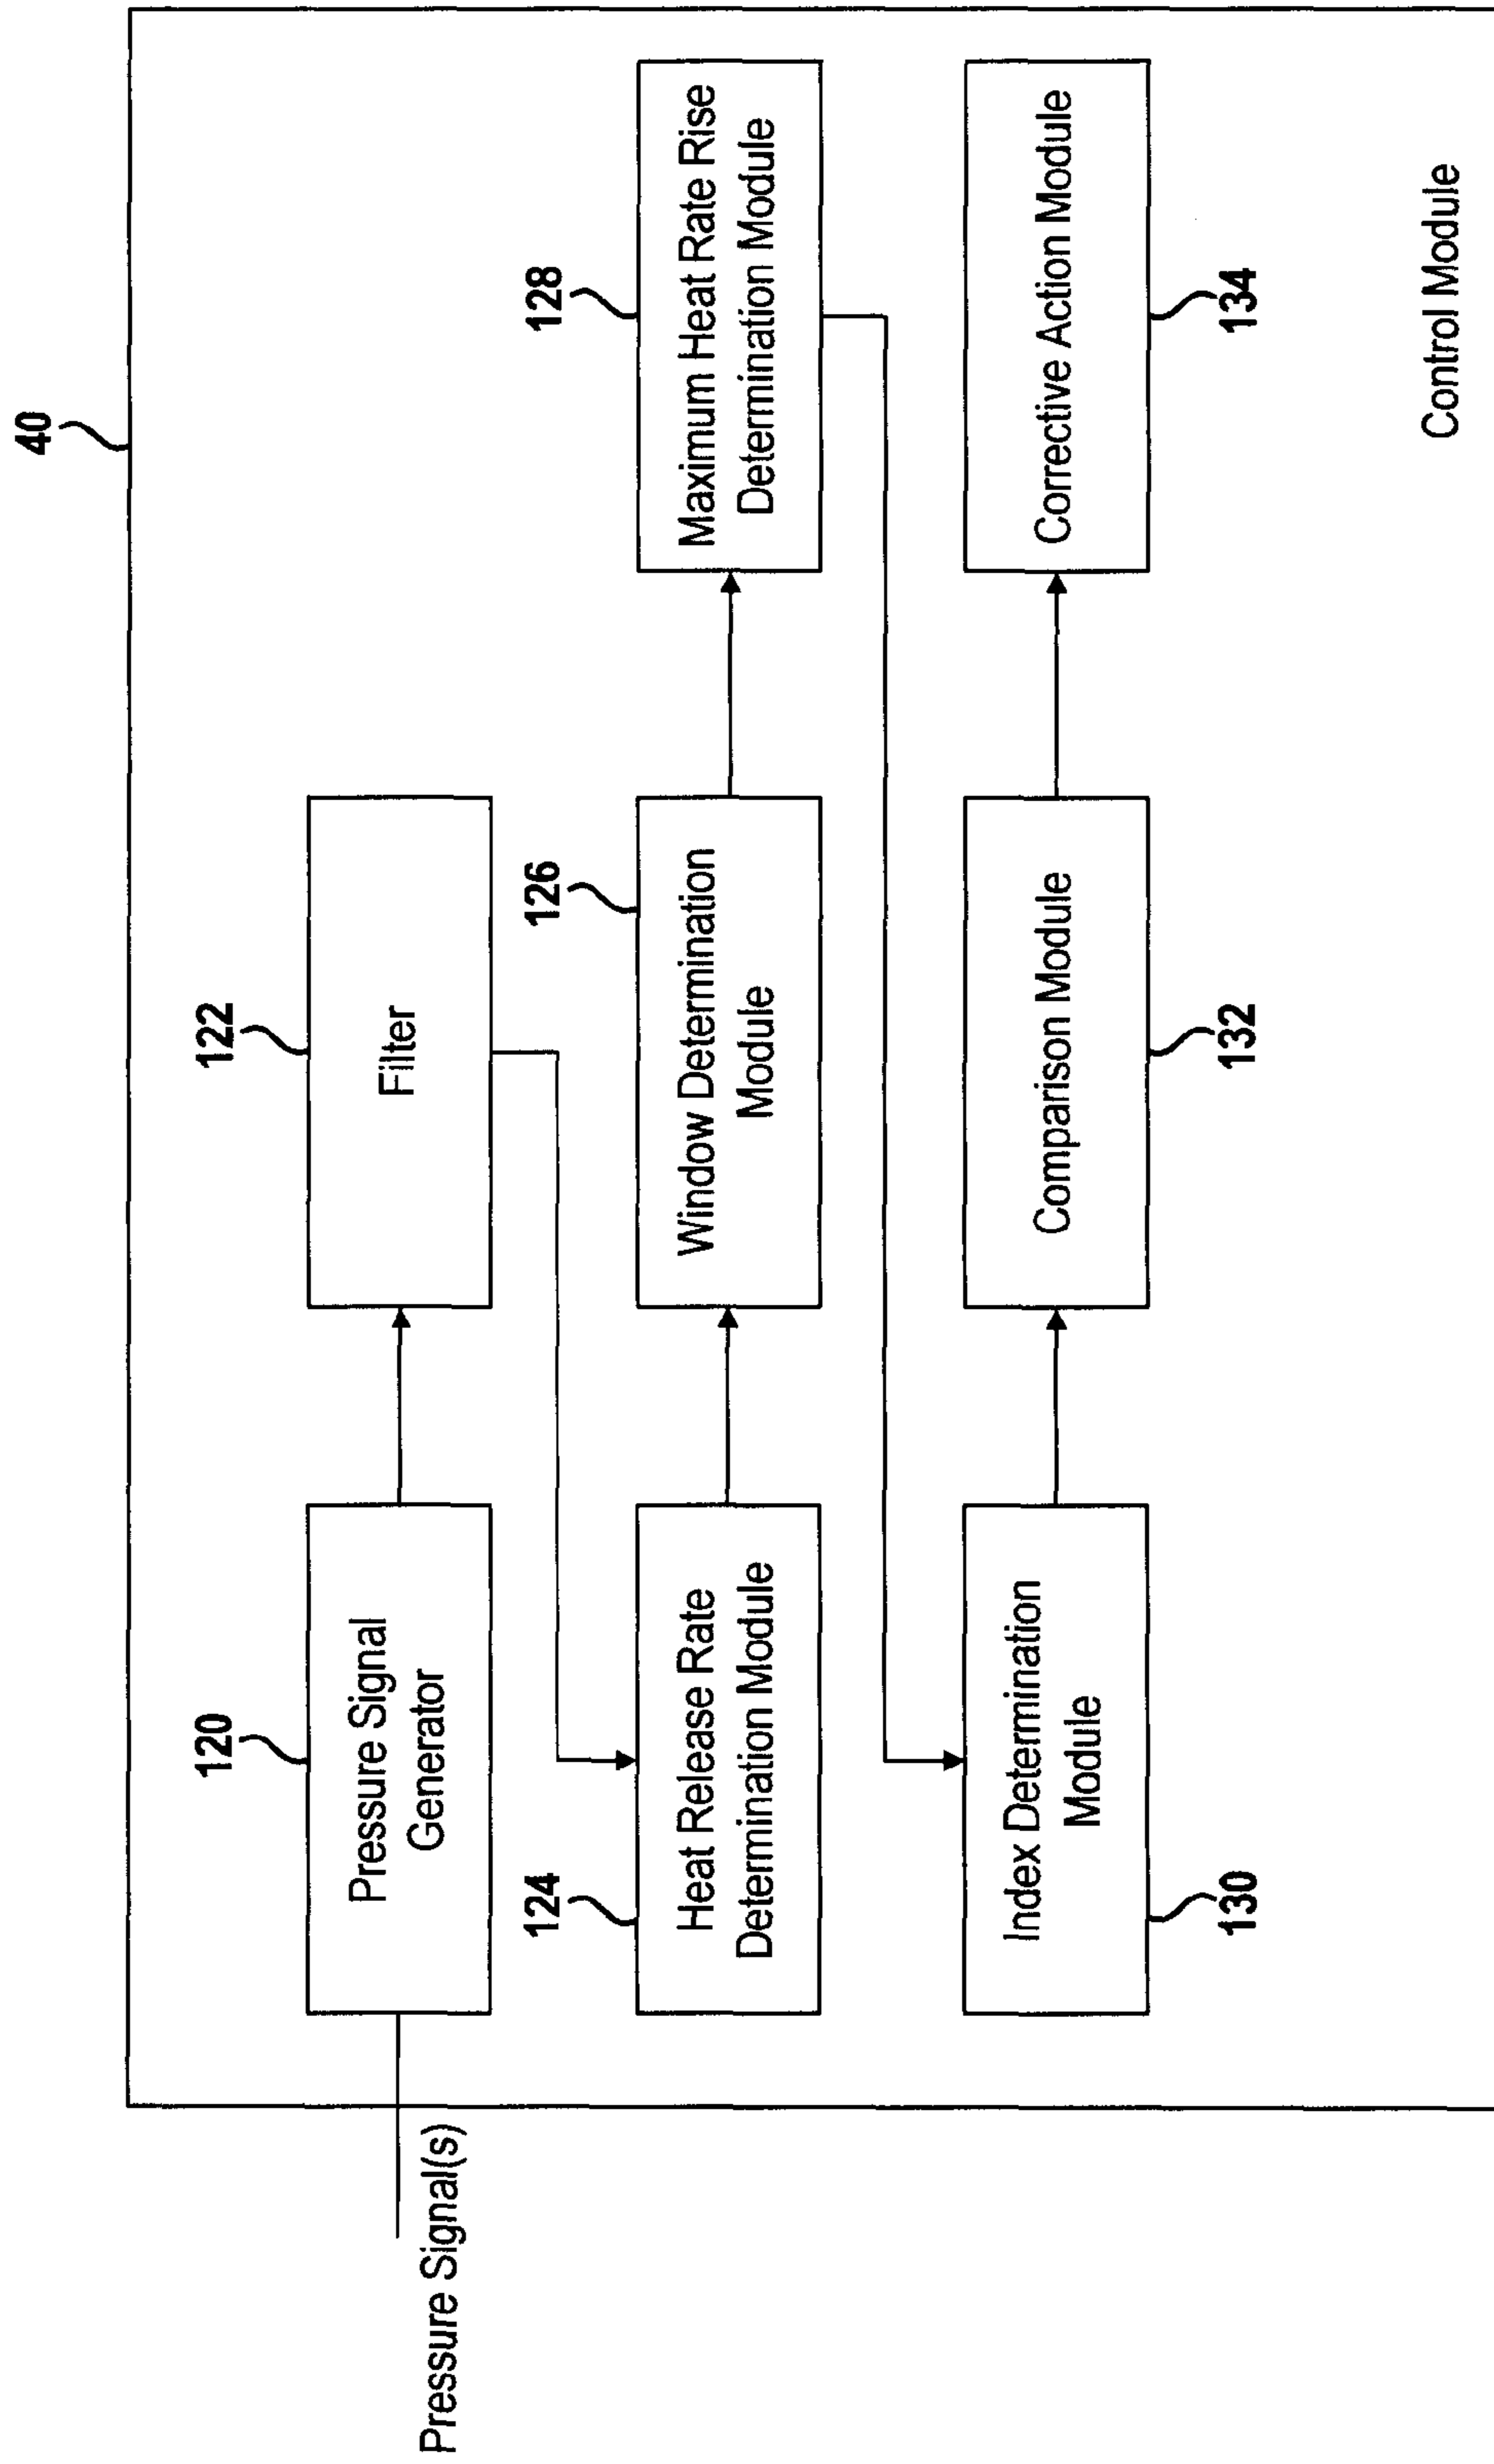 40
Pressure Signal(s)
120
Pressure Signal
Generator
122
Filter
124
Heat Release Rate
Determination Module
126
Window Determination
Module
128
Maximum Heat Rate Rise
Determination Module
Index Determination
Module
130
Comparison Module
132
Corrective Action Module
134
Control Module